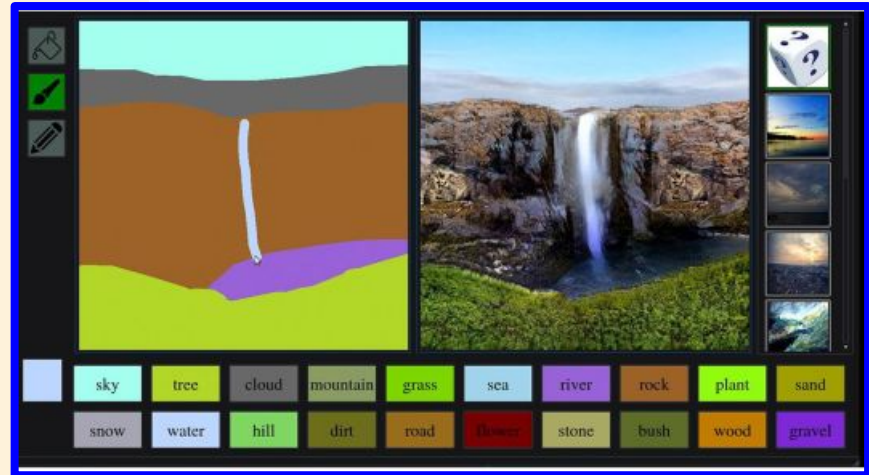 ? ?
sky tree cloud mountain grass sea river rock plant sand
snow water hill dirt road flower stone bush wood gravel